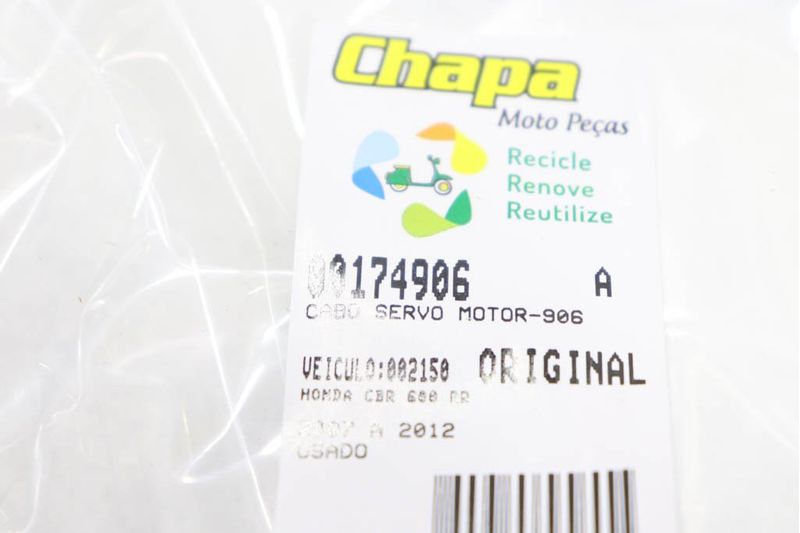 Chapa
Moto Peças
Recicle
Renove
Reutilize
00174906 A
CABO SERVO MOTOR-906
VEICULO:002150 ORIGINAL
HONDA CBR 600 RR
2007 A 2012
USADO